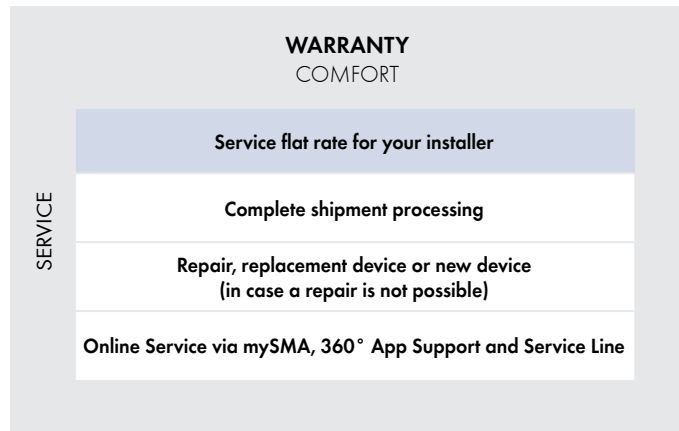 WARRANTY
COMFORT
SERVICE
Service flat rate for your installer
Complete shipment processing
Repair, replacement device or new device
(in case a repair is not possible)
Online Service via mySMA, 360° App Support and Service Line